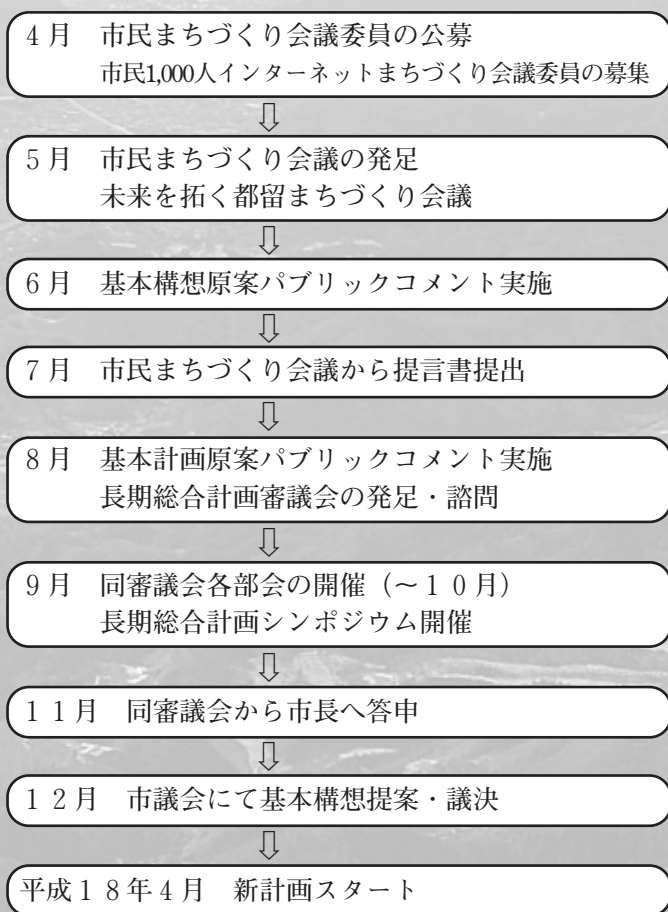 ４月　市民まちづくり会議委員の公募
市民1,000人インターネットまちづくり会議委員の募集
⇩
５月　市民まちづくり会議の発足
未来を拓く都留まちづくり会議
⇩
６月　基本構想原案パブリックコメント実施
⇩
７月　市民まちづくり会議から提言書提出
⇩
８月　基本計画原案パブリックコメント実施
長期総合計画審議会の発足・諮問
⇩
９月　同審議会各部会の開催（～１０月）
長期総合計画シンポジウム開催
⇩
１１月　同審議会から市長へ答申
⇩
１２月　市議会にて基本構想提案・議決
⇩
平成１８年４月　新計画スタート